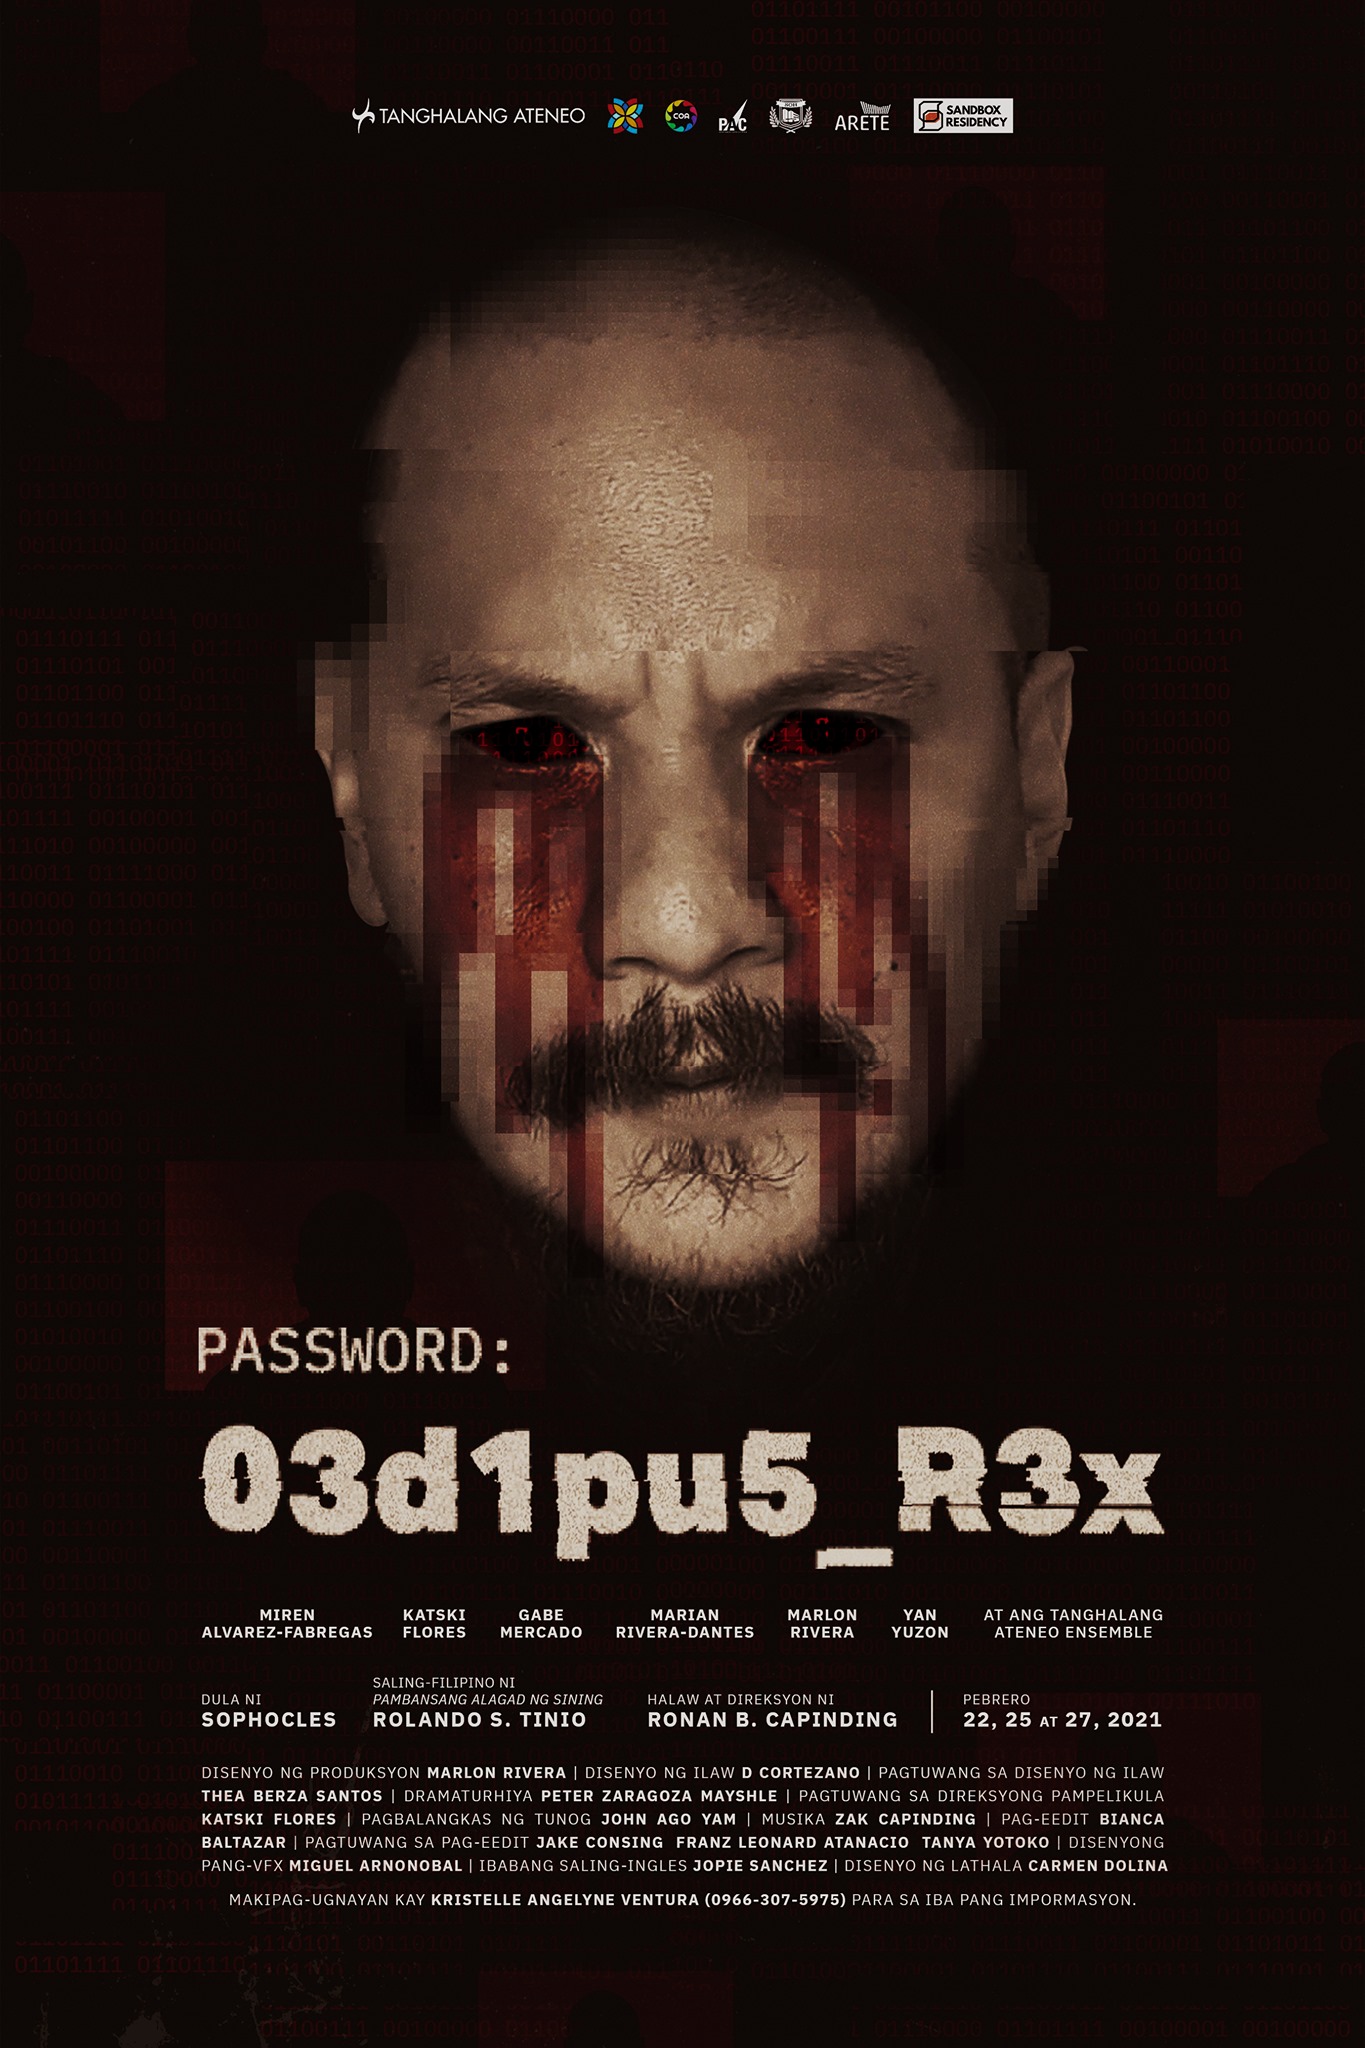 TANGHALANG ATENEO COA PAC ARETE SANDBOX RESIDENCY
PASSWORD:
03d1pu5_R3x
MIREN ALVAREZ-FABREGAS
KATSKI FLORES
GABE MERCADO
MARIAN RIVERA-DANTES
MARLON RIVERA
YAN YUZON
AT ANG TANGHALANG ATENEO ENSEMBLE
DULA NI
SOPHOCLES
SALING-FILIPINO NI
PAMBANSANG ALAGAD NG SINING
ROLANDO S. TINIO
HALAW AT DIREKSYON NI
RONAN B. CAPINDING
PEBRERO
22, 25 AT 27, 2021
DISENYO NG PRODUKSYON MARLON RIVERA | DISENYO NG ILAW D CORTEZANO | PAGTUWANG SA DISENYO NG ILAW
THEA BERZA SANTOS | DRAMATURHIYA PETER ZARAGOZA MAYSHLE | PAGTUWANG SA DIREKSYONG PAMPELIKULA
KATSKI FLORES | PAGBALANGKAS NG TUNOG JOHN AGO YAM | MUSIKA ZAK CAPINDING | PAG-EEDIT BIANCA
BALTAZAR | PAGTUWANG SA PAG-EEDIT JAKE CONSING FRANZ LEONARD ATANACIO TANYA YOTOKO | DISENYONG
PANG-VFX MIGUEL ARNONOBAL | IBABANG SALING-INGLES JOPIE SANCHEZ | DISENYO NG LATHALA CARMEN DOLINA
MAKIPAG-UGNAYAN KAY KRISTELLE ANGELYNE VENTURA (0966-307-5975) PARA SA IBA PANG IMPORMASYON.